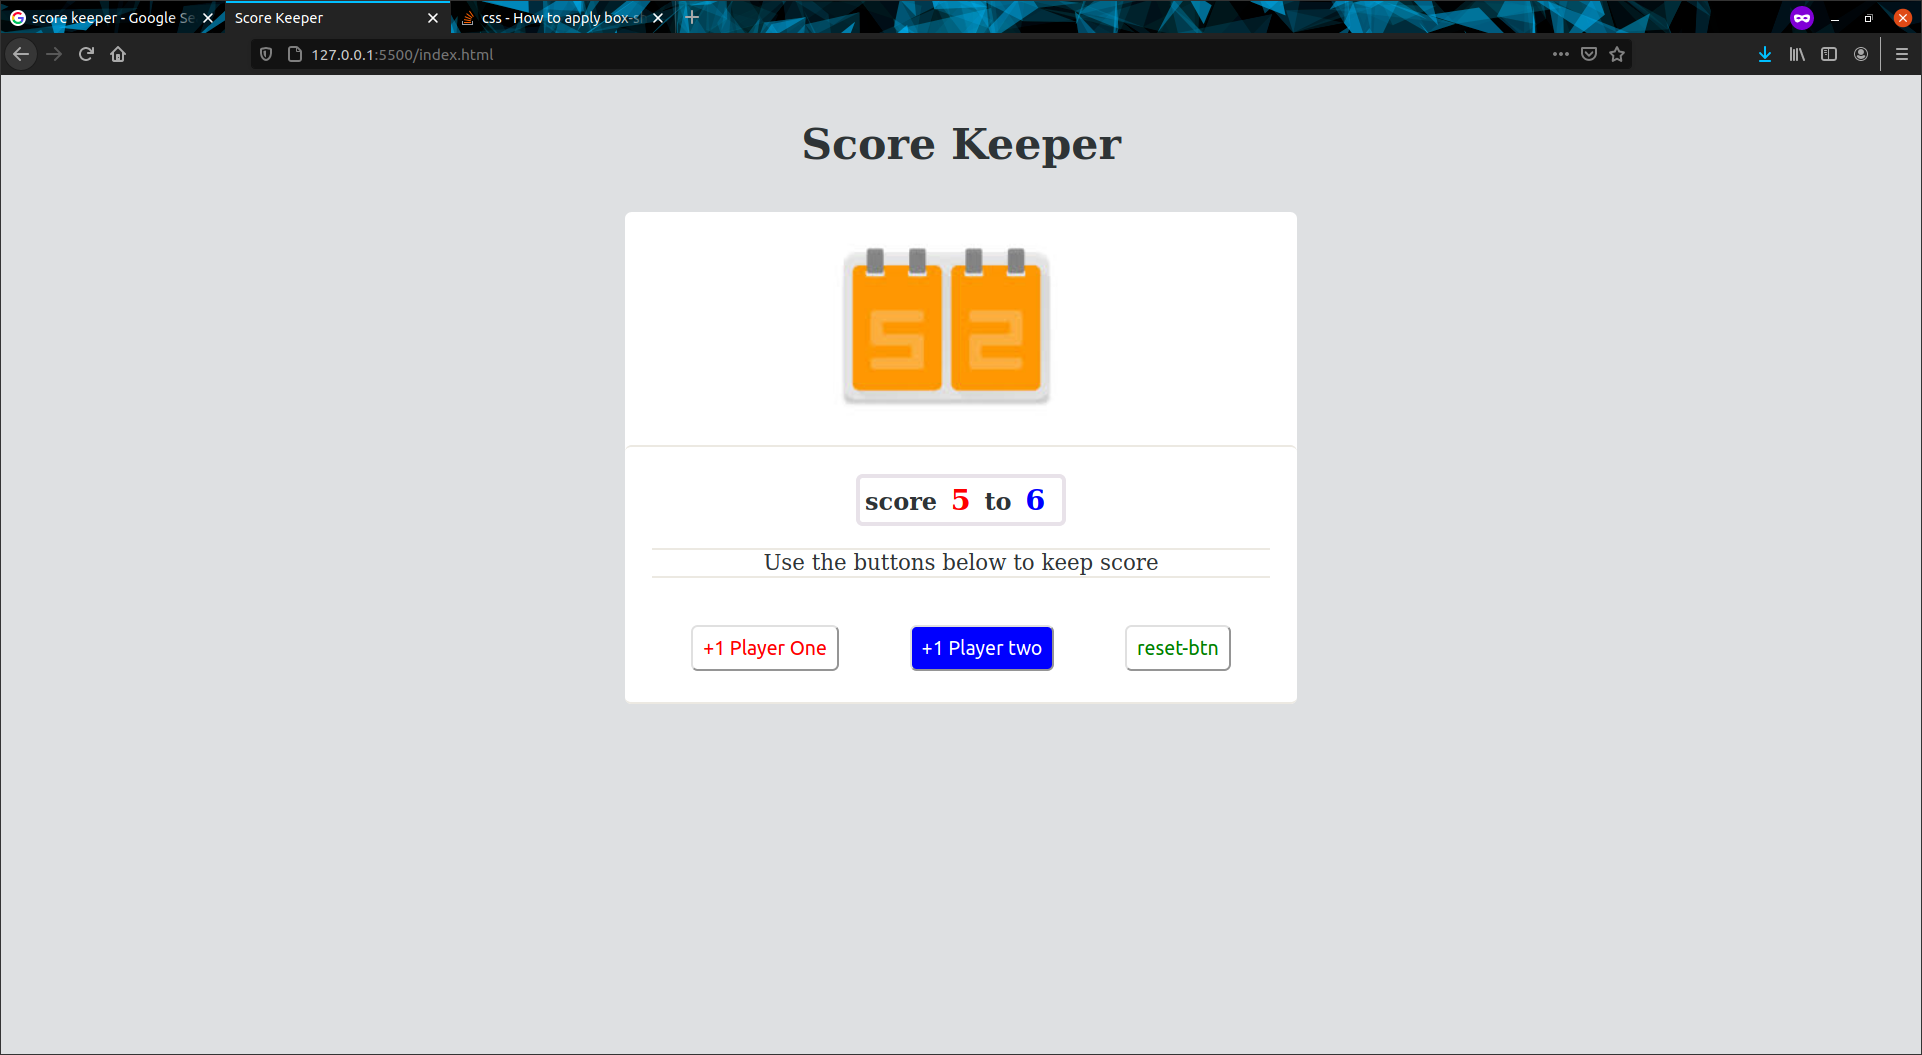 score keeper - Google Se
Score Keeper
css - How to apply box-s
127.0.0.1:5500/index.html
Score Keeper
52
score 5 to 6
Use the buttons below to keep score
+1 Player One
+1 Player two
reset-btn